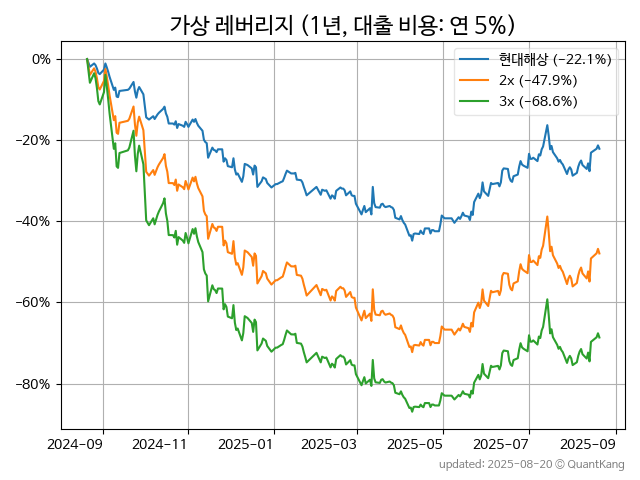 가상 레버리지 (1년, 대출 비용: 연 5%)
현대해상 (−22.1%)
2x (−47.9%)
3x (−68.6%)
0%
−20%
−40%
−60%
−80%
2024-09 2024-11 2025-01 2025-03 2025-05 2025-07 2025-09
updated: 2025-08-20 © QuantKang